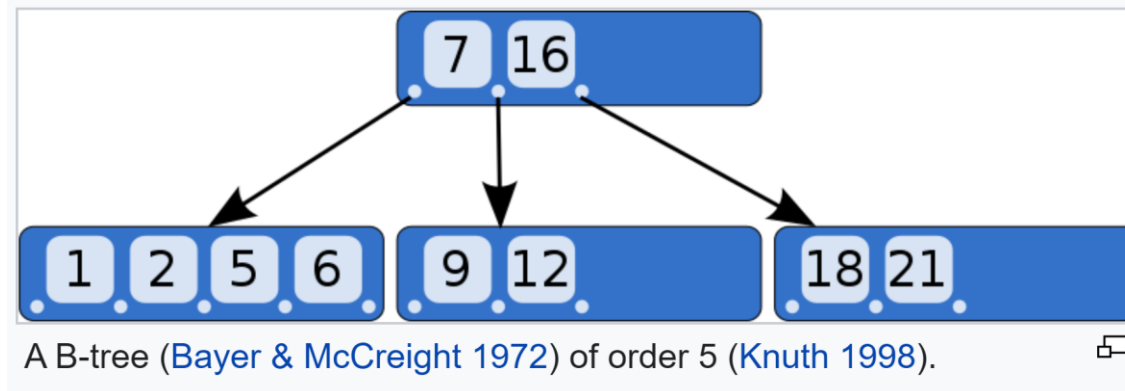 7 16
1 2 5 6 9 12 18 21
A B-tree (Bayer & McCreight 1972) of order 5 (Knuth 1998).